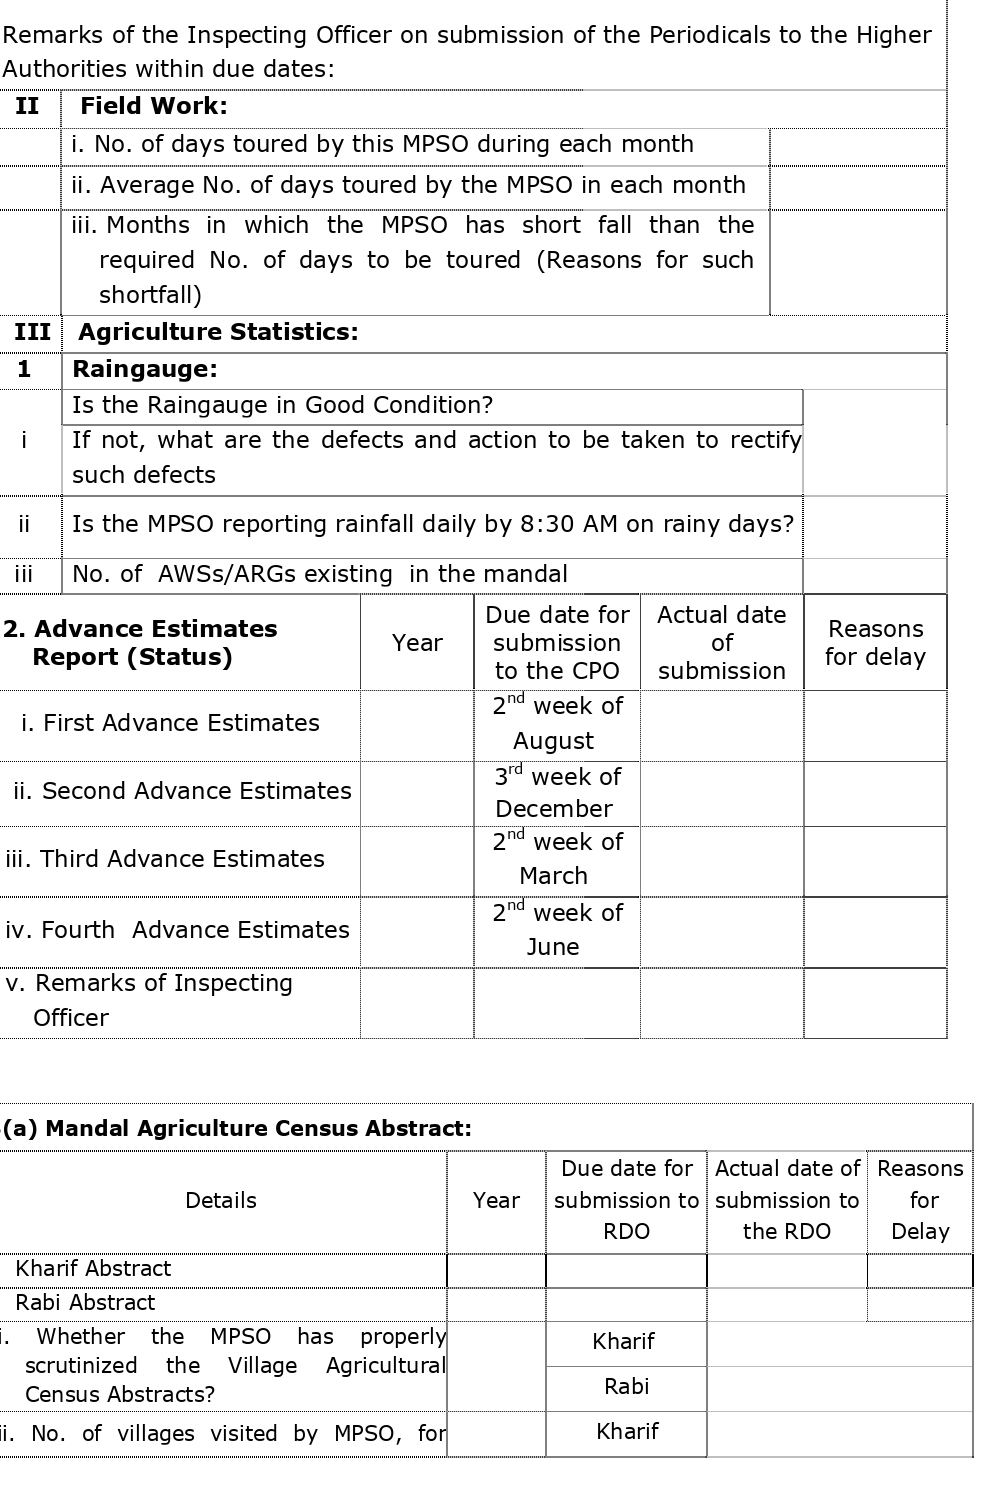 Remarks of the Inspecting Officer on submission of the Periodicals to the Higher
Authorities within due dates:
II Field Work:
i. No. of days toured by this MPSO during each month
ii. Average No. of days toured by the MPSO in each month
iii. Months in which the MPSO has short fall than the
required No. of days to be toured (Reasons for such
shortfall)
III Agriculture Statistics:
1 Raingauge:
Is the Raingauge in Good Condition?
i If not, what are the defects and action to be taken to rectify
such defects
ii Is the MPSO reporting rainfall daily by 8:30 AM on rainy days?
iii No. of AWSs/ARGs existing in the mandal
2. Advance Estimates
Report (Status)
Year
Due date for
submission
to the CPO
Actual date
of
submission
Reasons
for delay
i. First Advance Estimates
2nd week of
August
ii. Second Advance Estimates
3rd week of
December
iii. Third Advance Estimates
2nd week of
March
iv. Fourth Advance Estimates
2nd week of
June
v. Remarks of Inspecting
Officer
(a) Mandal Agriculture Census Abstract:
Details
Year
Due date for
submission to
RDO
Actual date of
submission to
the RDO
Reasons
for
Delay
Kharif Abstract
Rabi Abstract
i. Whether the MPSO has properly
scrutinized the Village Agricultural
Census Abstracts?
Kharif
Rabi
ii. No. of villages visited by MPSO, for
Kharif